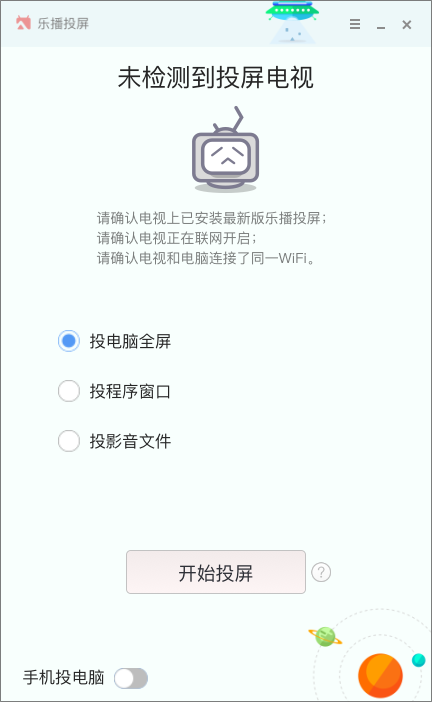 乐播投屏
未检测到投屏电视
请确认电视上已安装最新版乐播投屏；
请确认电视正在联网开启；
请确认电视和电脑连接了同一WiFi。
投电脑全屏
投程序窗口
投影音文件
开始投屏
?
手机投电脑